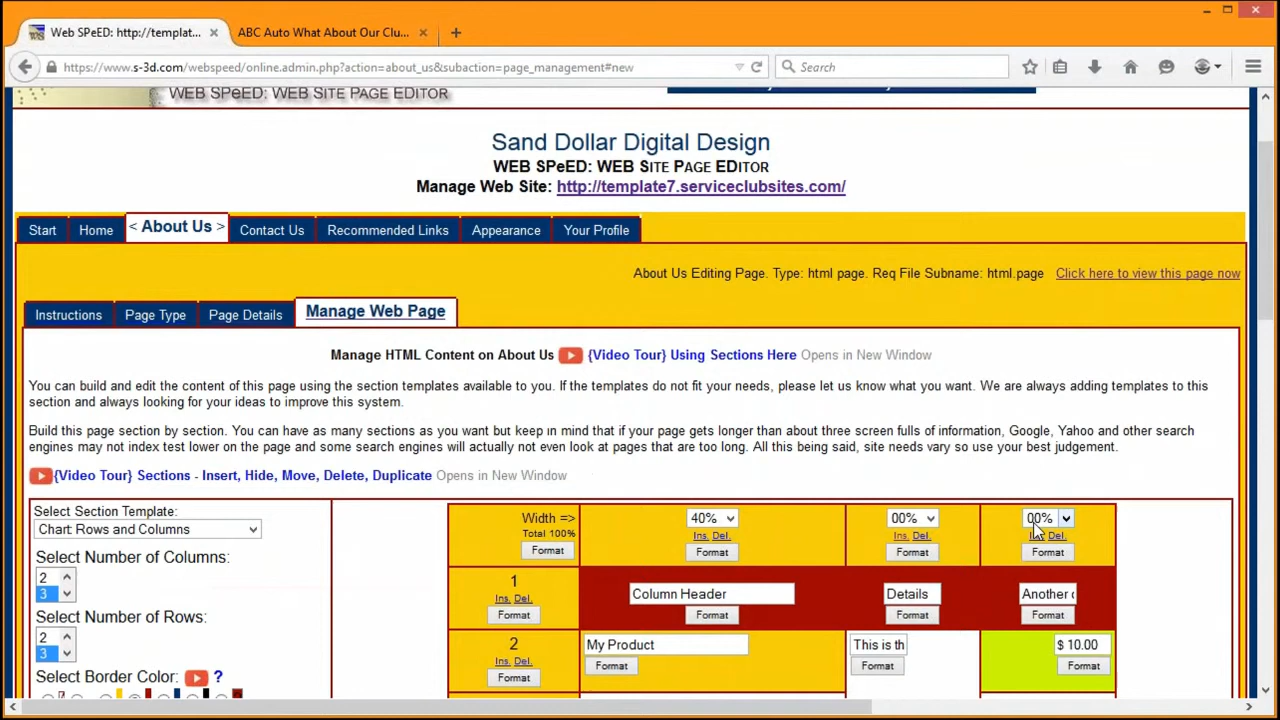 Web SPeED: http://templat...
ABC Auto What About Our Clu...
https://www.s-3d.com/webspeed/online.admin.php?action=about_us&subaction=page_management#new
Search
WEB SPeED: WEB SITE PAGE EDITOR
Sand Dollar Digital Design
WEB SPeED: WEB SITE PAGE EDITOR
Manage Web Site: http://template7.serviceclubsites.com/
Start Home < About Us > Contact Us Recommended Links Appearance Your Profile
About Us Editing Page. Type: html page. Req File Subname: html.page Click here to view this page now
Instructions Page Type Page Details Manage Web Page
Manage HTML Content on About Us {Video Tour} Using Sections Here Opens in New Window
You can build and edit the content of this page using the section templates available to you. If the templates do not fit your needs, please let us know what you want. We are always adding templates to this
section and always looking for your ideas to improve this system.
Build this page section by section. You can have as many sections as you want but keep in mind that if your page gets longer than about three screen fulls of information, Google, Yahoo and other search
engines may not index test lower on the page and some search engines will actually not even look at pages that are too long. All this being said, site needs vary so use your best judgement.
{Video Tour} Sections - Insert, Hide, Move, Delete, Duplicate Opens in New Window
Select Section Template:
Chart: Rows and Columns
Select Number of Columns:
2
3
Select Number of Rows:
2
3
Select Border Color: ?
Width => 40% 00% 00%
Total 100% Ins. Del. Ins. Del. Del.
Format Format Format Format
1
Ins. Del. Column Header Details Another
Format Format Format Format
2 My Product This is th $ 10.00
Ins. Del. Format Format Format
Format